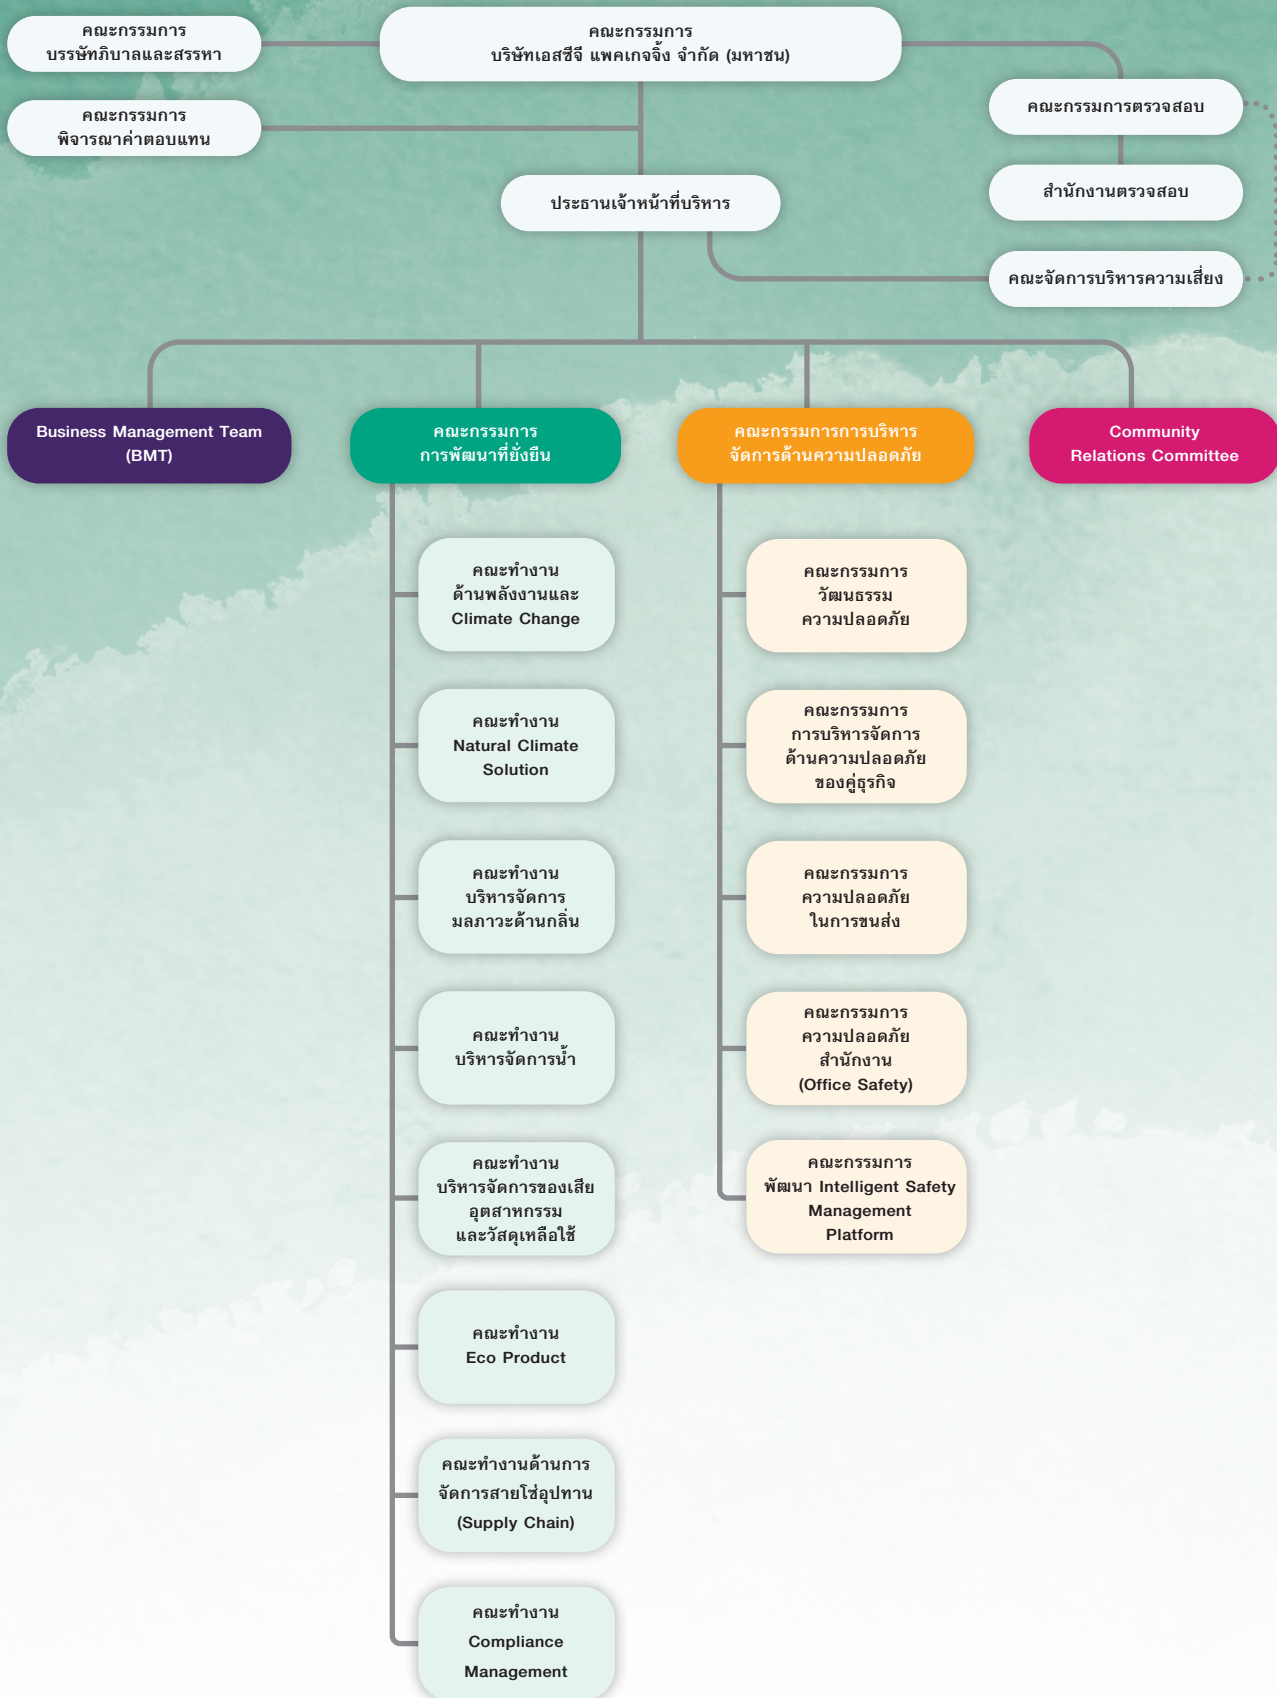 คณะกรรมการ
บรรษัทภิบาลและสรรหา
คณะกรรมการ
บริษัทเอสซีจี แพคเกจจิ้ง จำกัด (มหาชน)
คณะกรรมการ
พิจารณาค่าตอบแทน
คณะกรรมการตรวจสอบ
สำนักงานตรวจสอบ
ประธานเจ้าหน้าที่บริหาร
คณะจัดการบริหารความเสี่ยง
Business Management Team
(BMT)
คณะกรรมการ
การพัฒนาที่ยั่งยืน
คณะกรรมการการบริหาร
จัดการด้านความปลอดภัย
Community
Relations Committee
คณะทำงาน
ด้านพลังงานและ
Climate Change
คณะทำงาน
Natural Climate
Solution
คณะทำงาน
บริหารจัดการ
มลภาวะด้านกลิ่น
คณะทำงาน
บริหารจัดการน้ำ
คณะทำงาน
บริหารจัดการของเสีย
อุตสาหกรรม
และวัสดุเหลือใช้
คณะทำงาน
Eco Product
คณะทำงานด้านการ
จัดการสายโซ่อุปทาน
(Supply Chain)
คณะทำงาน
Compliance
Management
คณะกรรมการ
วัฒนธรรม
ความปลอดภัย
คณะกรรมการ
การบริหารจัดการ
ด้านความปลอดภัย
ของคู่ธุรกิจ
คณะกรรมการ
ความปลอดภัย
ในการขนส่ง
คณะกรรมการ
ความปลอดภัย
สำนักงาน
(Office Safety)
คณะกรรมการ
พัฒนา Intelligent Safety
Management
Platform